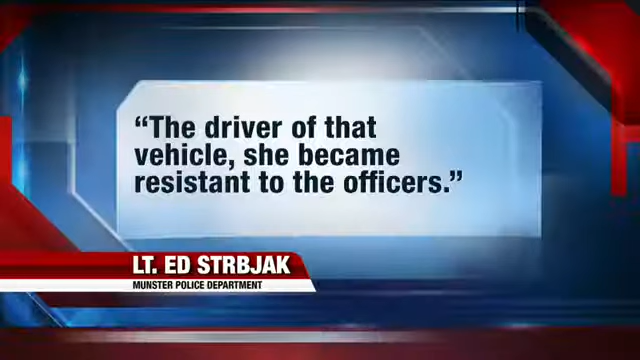 “The driver of that
vehicle, she became
resistant to the officers.”
LT. ED STRBJAK
MUNSTER POLICE DEPARTMENT